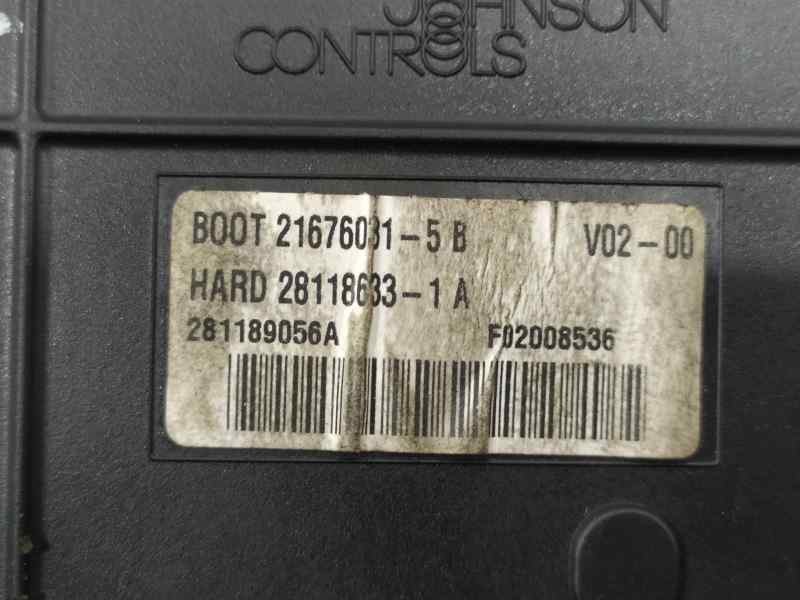 JOHNSON
CONTROLS
BOOT 21676031-5 B V02-00
HARD 28118633-1 A
281189056A F02008536